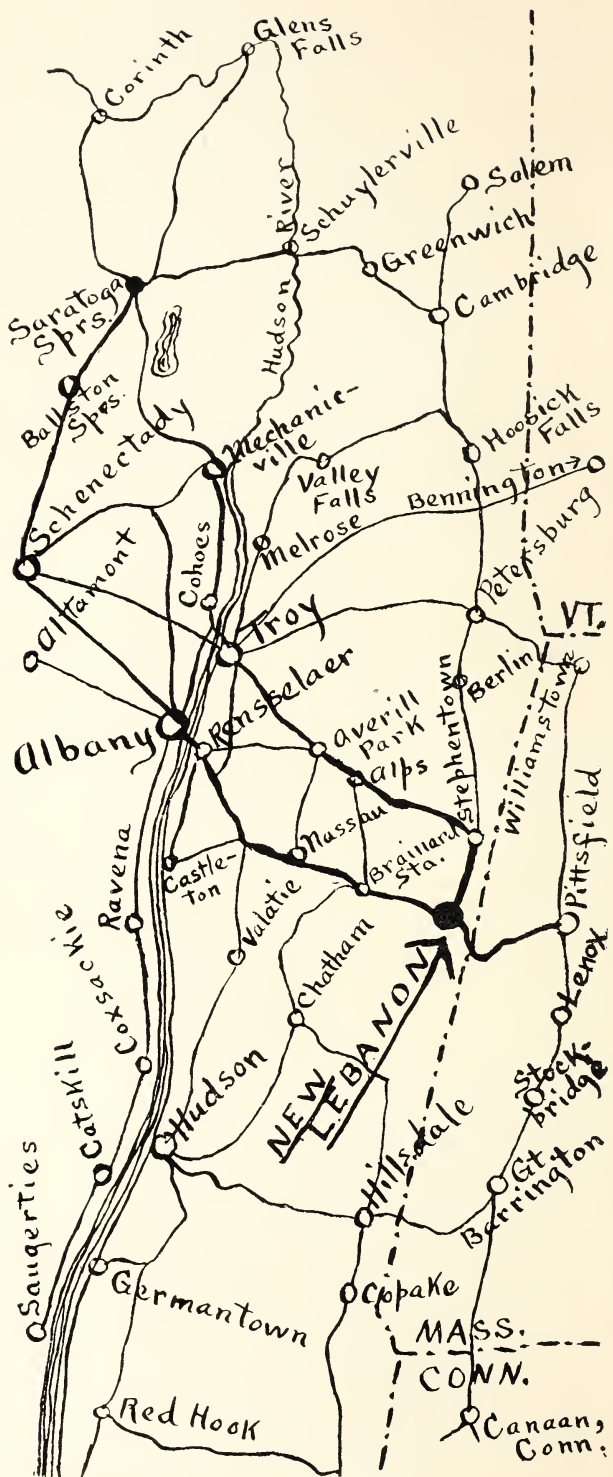 Glens
Falls
Corinth
River
Schuylerville
Salem
Greenwich
Cambridge
Saratoga
Sprs.
Hudson
Ballston
Spas.
Mechanic-
ville
Hoosick
Falls
Schenectady
Valley
Falls
Bennington→
Melrose
Cohoes
Petersburg
Altamont
Troy
VT.
Rensselaer
Berlin
Williamstown
Stephentown
Albany
Averill
Park
Alps
Nassau
Brainard
Sta.
Castle-
ton
Pittsfield
Ravena
Valatie
Chatham
Lenox
Coxsackie
NEW
LEBANON
Stock-
bridge
Catskill
Hudson
Hillsdale
Gt
Barrington
Saugerties
Germantown
Copake
MASS.
CONN.
Red Hook
Canaan,
Conn.